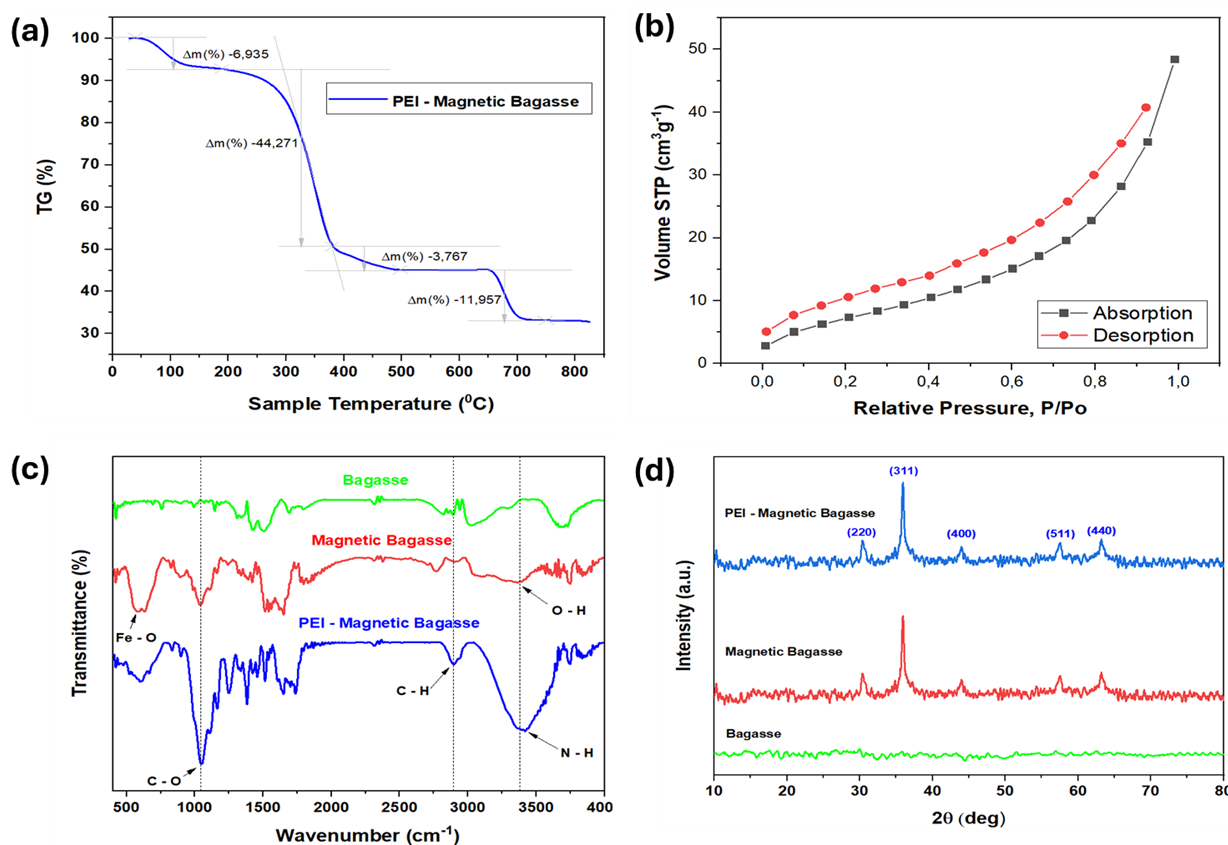 (a)
100
90
80
70
60
50
40
30
0
100
200
300
400
500
600
700
800
TG (%)
Sample Temperature (⁰C)
Δm(%) -6,935
Δm(%) -44,271
Δm(%) -3,767
Δm(%) -11,957
PEI - Magnetic Bagasse
(b)
50
40
30
20
10
0
0,0
0,2
0,4
0,6
0,8
1,0
Volume STP (cm³g⁻¹)
Relative Pressure, P/Po
Absorption
Desorption
(c)
Bagasse
Magnetic Bagasse
O - H
Fe - O
PEI - Magnetic Bagasse
C - H
N - H
C - O
500
1000
1500
2000
2500
3000
3500
400
Transmittance (%)
Wavenumber (cm⁻¹)
(d)
(311)
PEI - Magnetic Bagasse
(220)
(400)
(511)
(440)
Magnetic Bagasse
Bagasse
10
20
30
40
50
60
70
80
Intensity (a.u.)
2θ (deg)